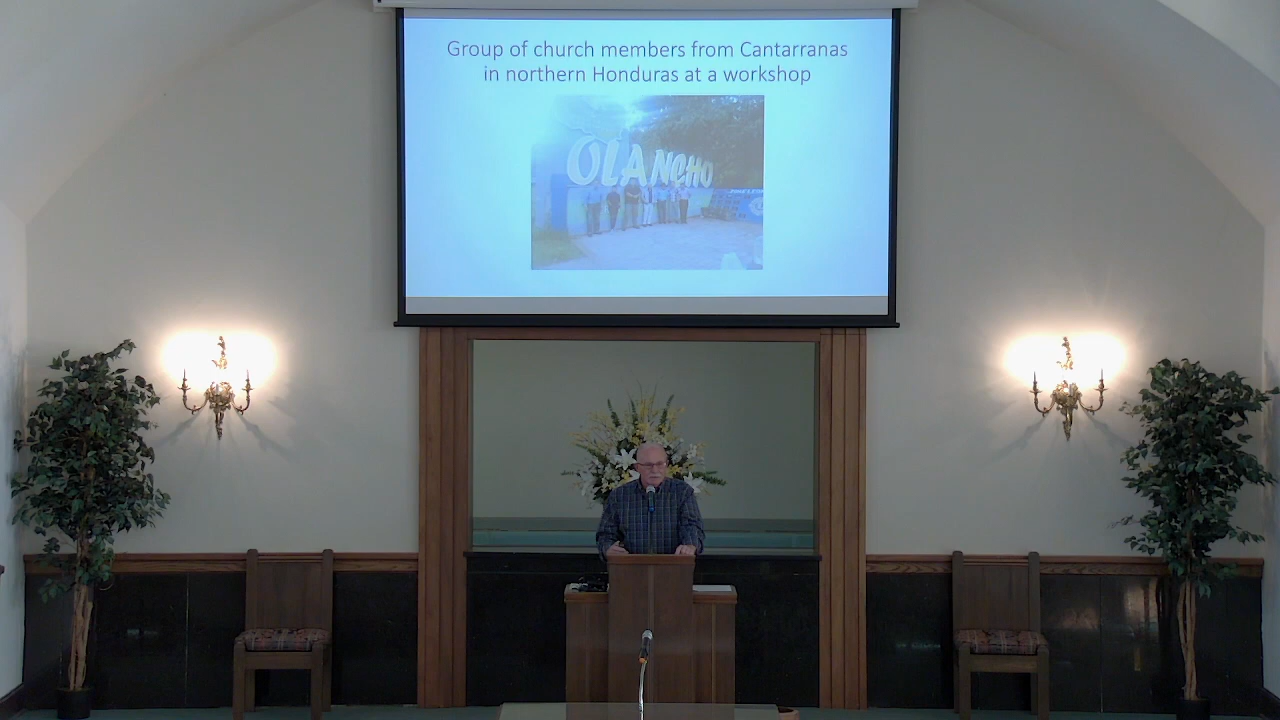 Group of church members from Cantarranas
in northern Honduras at a workshop
OLANCHO